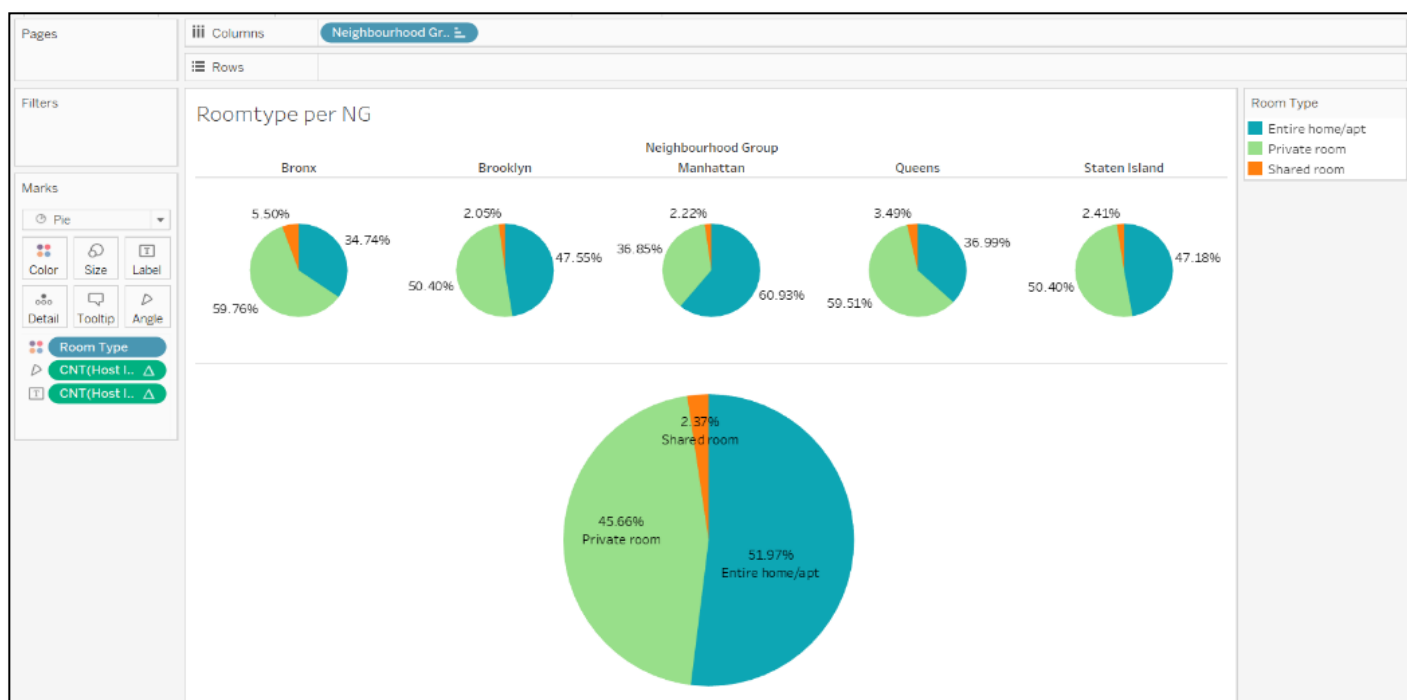 Pages
Columns
Neighbourhood Gr..
Rows
Filters
Roomtype per NG
Room Type
Entire home/apt
Private room
Shared room
Neighbourhood Group
Bronx Brooklyn Manhattan Queens Staten Island
Marks
Pie
Color Size Label
Detail Tooltip Angle
Room Type
CNT(Host I.. Δ
CNT(Host I.. Δ
5.50%
34.74%
59.76%
2.05%
47.55%
50.40%
2.22%
36.85%
60.93%
3.49%
36.99%
59.51%
2.41%
47.18%
50.40%
2.37%
Shared room
45.66%
Private room
51.97%
Entire home/apt